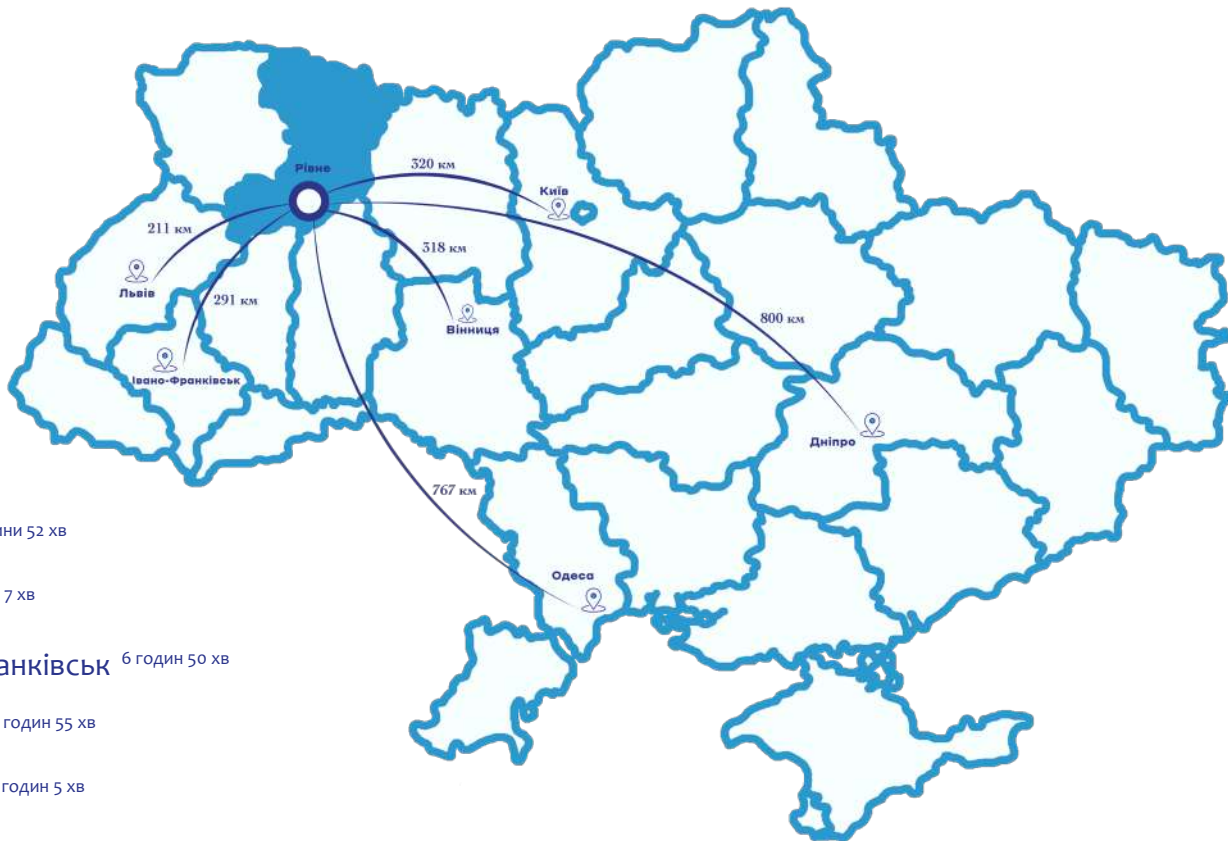 Рівне
320 км
Київ
211 км
318 км
Львів
291 км
Вінниця
800 км
Івано-Франківськ
Дніпро
767 км
ини 52 хв
Одеса
7 хв
анківськ 6 годин 50 хв
годин 55 хв
годин 5 хв